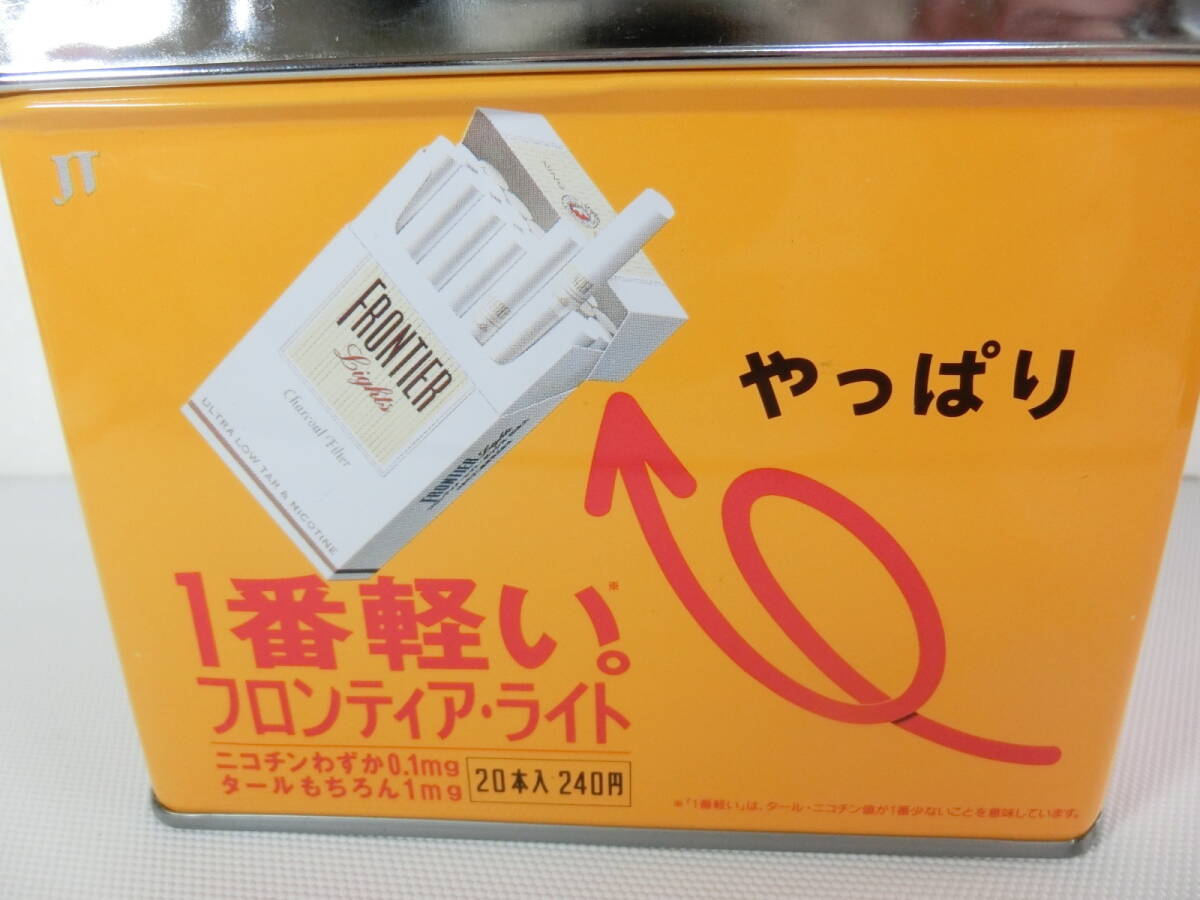 JT
FRONTIER
Lights
Charcoal Filter
ULTRA LOW TAR & NICOTINE
FRONTIER Lights
やっぱり
1番軽い。※
フロンティア・ライト
ニコチンわずか0.1mg
タールもちろん1mg
20本入 240円
※「1番軽い」は、タール・ニコチン値が1番少ないことを意味しています。